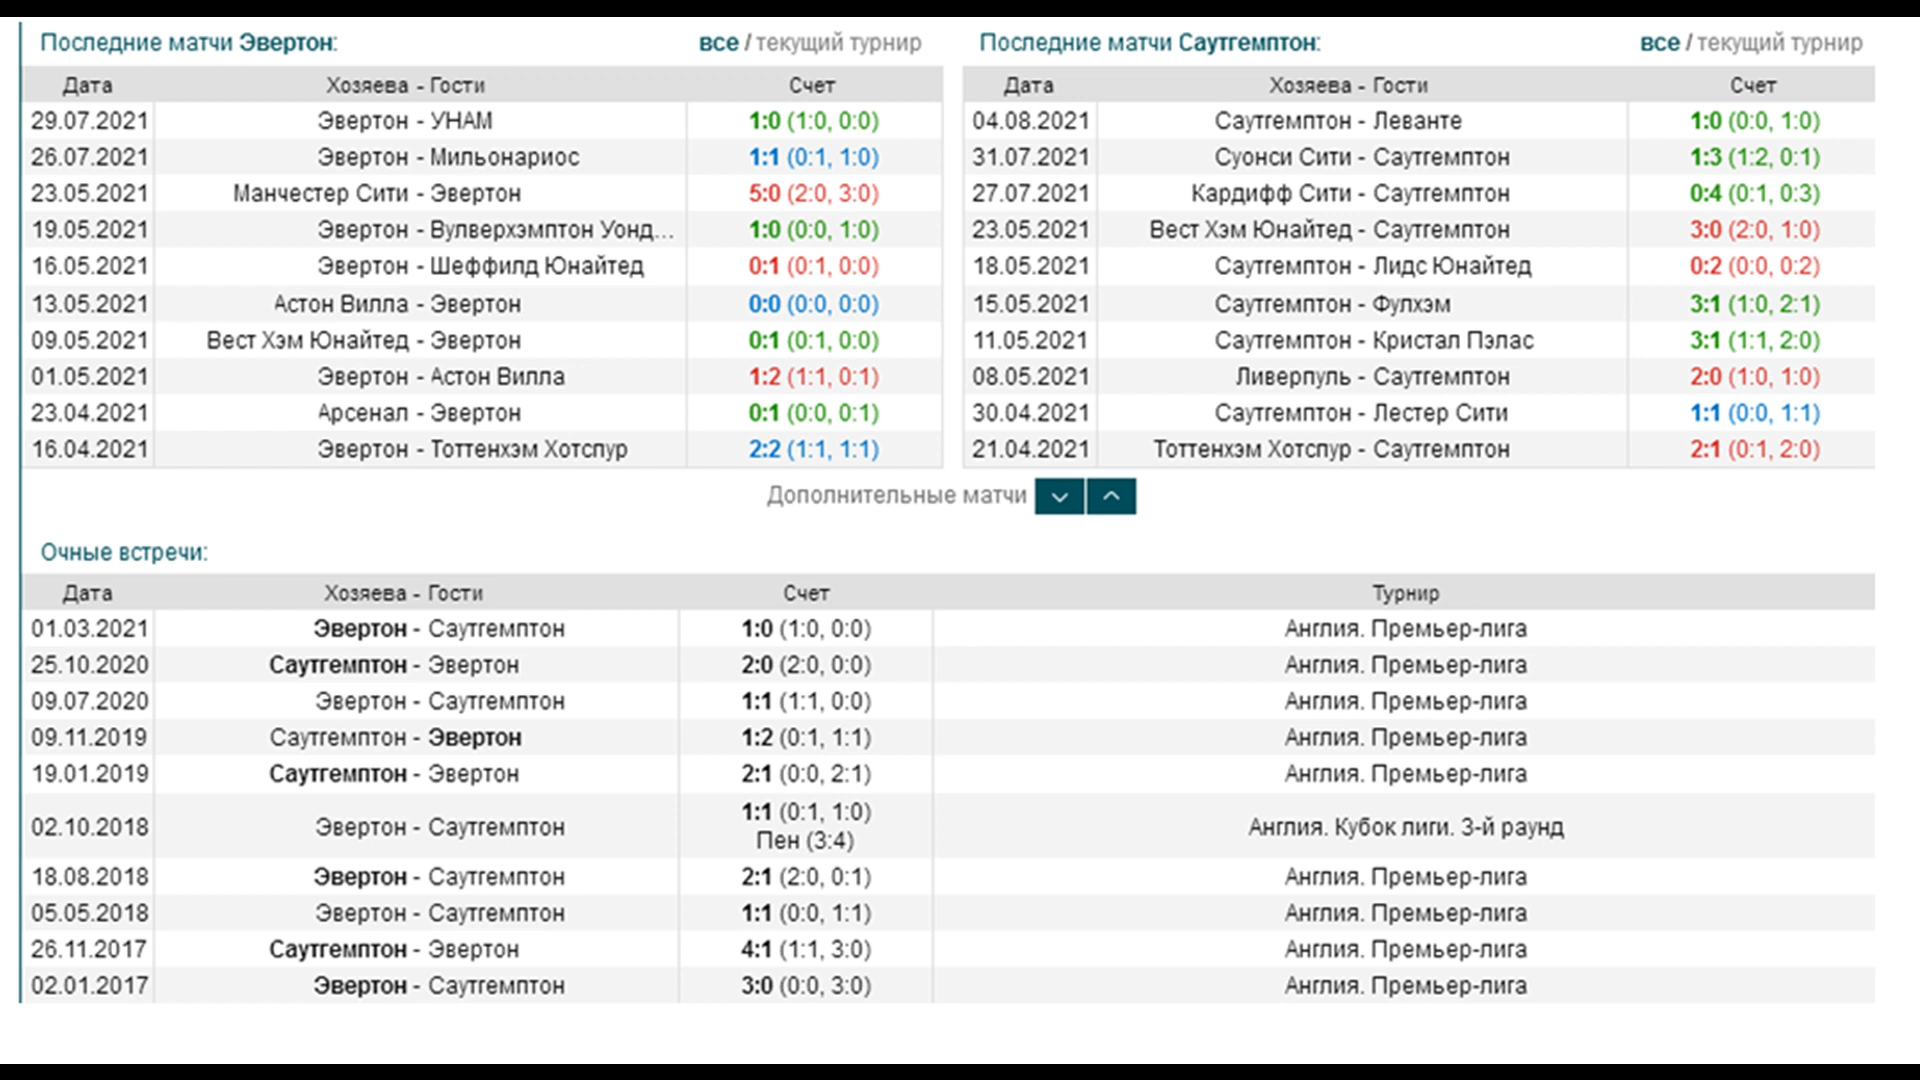 Последние матчи Эвертон: все / текущий турнир
Дата Хозяева - Гости Счет
29.07.2021 Эвертон - УНАМ 1:0 (1:0, 0:0)
26.07.2021 Эвертон - Мильонариос 1:1 (0:1, 1:0)
23.05.2021 Манчестер Сити - Эвертон 5:0 (2:0, 3:0)
19.05.2021 Эвертон - Вулверхэмптон Уонд... 1:0 (0:0, 1:0)
16.05.2021 Эвертон - Шеффилд Юнайтед 0:1 (0:1, 0:0)
13.05.2021 Астон Вилла - Эвертон 0:0 (0:0, 0:0)
09.05.2021 Вест Хэм Юнайтед - Эвертон 0:1 (0:1, 0:0)
01.05.2021 Эвертон - Астон Вилла 1:2 (1:1, 0:1)
23.04.2021 Арсенал - Эвертон 0:1 (0:0, 0:1)
16.04.2021 Эвертон - Тоттенхэм Хотспур 2:2 (1:1, 1:1)
Последние матчи Саутгемптон: все / текущий турнир
Дата Хозяева - Гости Счет
04.08.2021 Саутгемптон - Леванте 1:0 (0:0, 1:0)
31.07.2021 Суонси Сити - Саутгемптон 1:3 (1:2, 0:1)
27.07.2021 Кардифф Сити - Саутгемптон 0:4 (0:1, 0:3)
23.05.2021 Вест Хэм Юнайтед - Саутгемптон 3:0 (2:0, 1:0)
18.05.2021 Саутгемптон - Лидс Юнайтед 0:2 (0:0, 0:2)
15.05.2021 Саутгемптон - Фулхэм 3:1 (1:0, 2:1)
11.05.2021 Саутгемптон - Кристал Пэлас 3:1 (1:1, 2:0)
08.05.2021 Ливерпуль - Саутгемптон 2:0 (1:0, 1:0)
30.04.2021 Саутгемптон - Лестер Сити 1:1 (0:0, 1:1)
21.04.2021 Тоттенхэм Хотспур - Саутгемптон 2:1 (0:1, 2:0)
Дополнительные матчи
Очные встречи:
Дата Хозяева - Гости Счет Турнир
01.03.2021 Эвертон - Саутгемптон 1:0 (1:0, 0:0) Англия. Премьер-лига
25.10.2020 Саутгемптон - Эвертон 2:0 (2:0, 0:0) Англия. Премьер-лига
09.07.2020 Эвертон - Саутгемптон 1:1 (1:1, 0:0) Англия. Премьер-лига
09.11.2019 Саутгемптон - Эвертон 1:2 (0:1, 1:1) Англия. Премьер-лига
19.01.2019 Саутгемптон - Эвертон 2:1 (0:0, 2:1) Англия. Премьер-лига
02.10.2018 Эвертон - Саутгемптон 1:1 (0:1, 1:0) Англия. Кубок лиги. 3-й раунд
Пен (3:4)
18.08.2018 Эвертон - Саутгемптон 2:1 (2:0, 0:1) Англия. Премьер-лига
05.05.2018 Эвертон - Саутгемптон 1:1 (0:0, 1:1) Англия. Премьер-лига
26.11.2017 Саутгемптон - Эвертон 4:1 (1:1, 3:0) Англия. Премьер-лига
02.01.2017 Эвертон - Саутгемптон 3:0 (0:0, 3:0) Англия. Премьер-лига